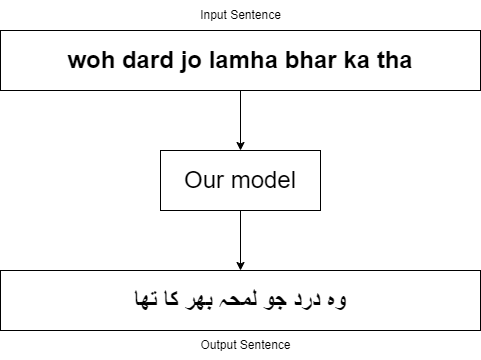 Input Sentence
woh dard jo lamha bhar ka tha
Our model
وہ درد جو لمحہ بھر کا تھا
Output Sentence